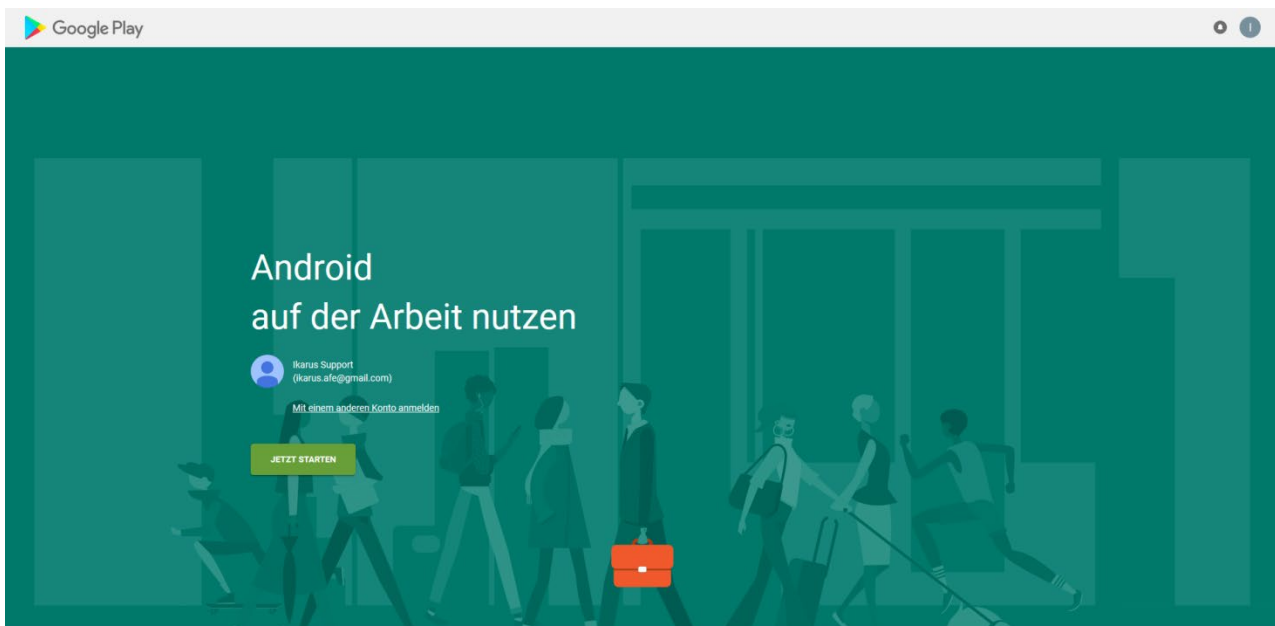 Google Play
I
Android
auf der Arbeit nutzen
Ikarus Support
(ikarus.afe@gmail.com)
Mit einem anderen Konto anmelden
JETZT STARTEN